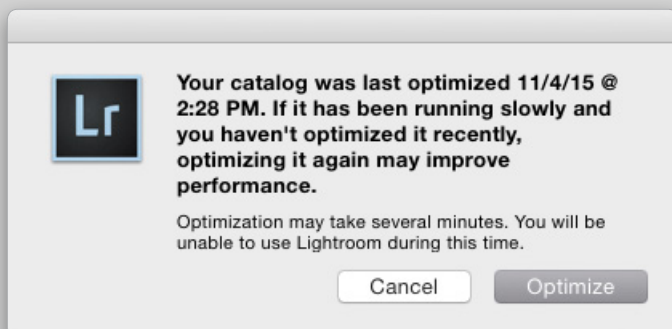 Lr
Your catalog was last optimized 11/4/15 @
2:28 PM. If it has been running slowly and
you haven't optimized it recently,
optimizing it again may improve
performance.
Optimization may take several minutes. You will be
unable to use Lightroom during this time.
Cancel
Optimize